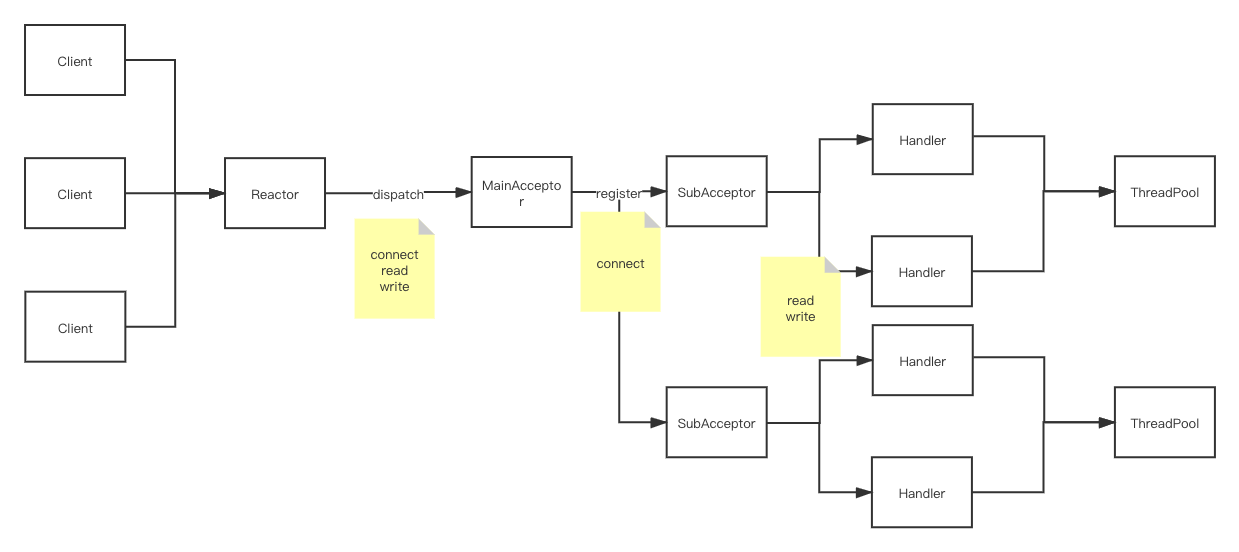 Client
Client
Client
Reactor
dispatch
connect
read
write
MainAccepto
r
register
connect
SubAcceptor
SubAcceptor
read
write
Handler
Handler
Handler
Handler
ThreadPool
ThreadPool